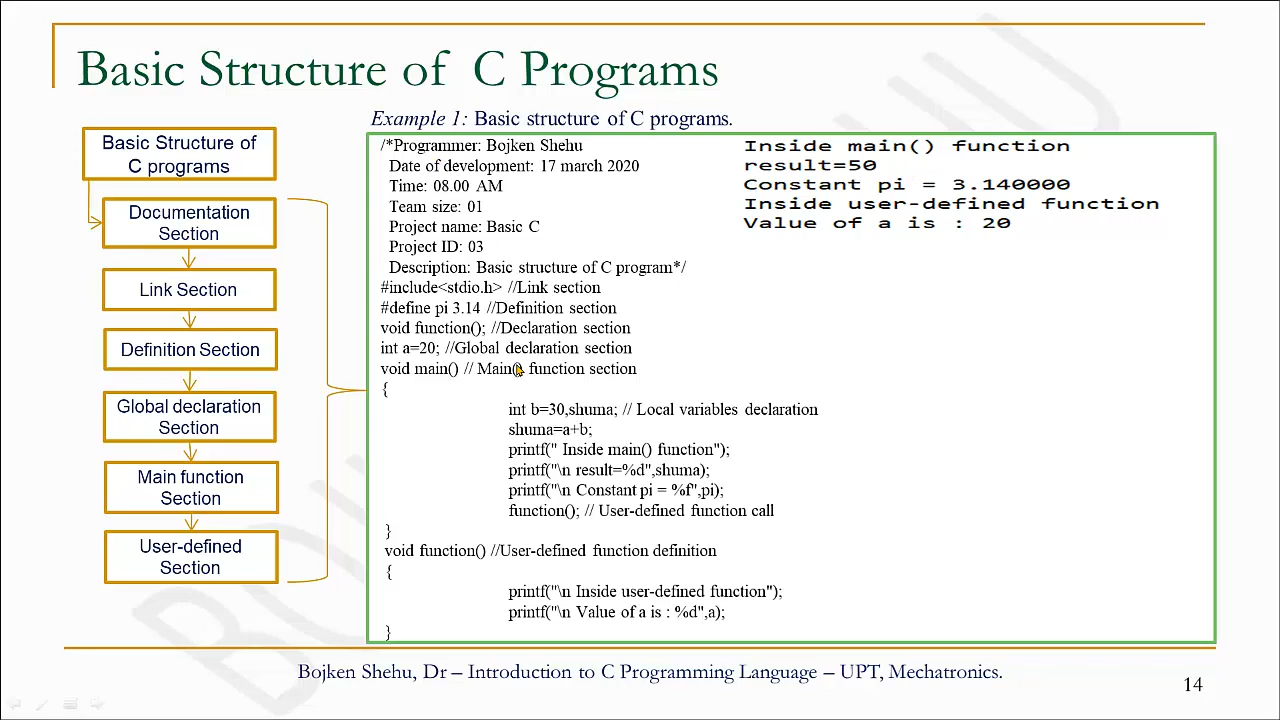 Basic Structure of C Programs
Example 1: Basic structure of C programs.
Basic Structure of
C programs
Documentation
Section
Link Section
Definition Section
Global declaration
Section
Main function
Section
User-defined
Section
/*Programmer: Bojken Shehu
Date of development: 17 march 2020
Time: 08.00 AM
Team size: 01
Project name: Basic C
Project ID: 03
Description: Basic structure of C program*/
#include<stdio.h> //Link section
#define pi 3.14 //Definition section
void function(); //Declaration section
int a=20; //Global declaration section
void main() // Main() function section
{
int b=30,shuma; // Local variables declaration
shuma=a+b;
printf(" Inside main() function");
printf("\n result=%d",shuma);
printf("\n Constant pi = %f",pi);
function(); // User-defined function call
}
void function() //User-defined function definition
{
printf("\n Inside user-defined function");
printf("\n Value of a is : %d",a);
}
Inside main() function
result=50
Constant pi = 3.140000
Inside user-defined function
Value of a is : 20
Bojken Shehu, Dr – Introduction to C Programming Language – UPT, Mechatronics.
14